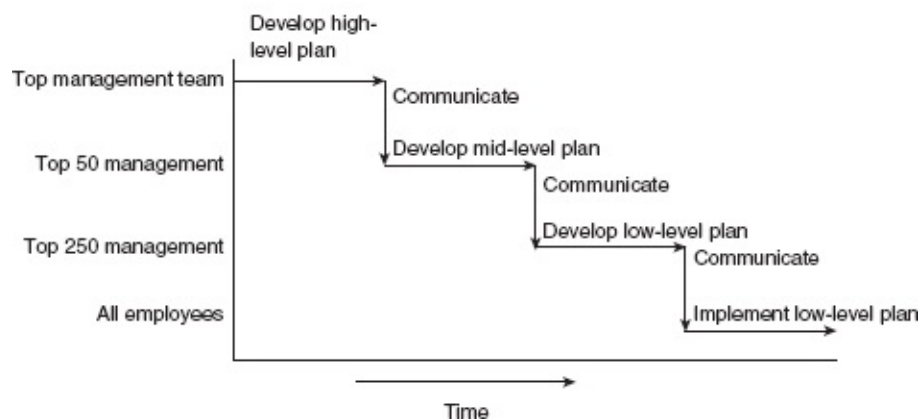 Develop high-
level plan
Top management team
Communicate
Top 50 management
Develop mid-level plan
Communicate
Top 250 management
Develop low-level plan
Communicate
All employees
Implement low-level plan
Time